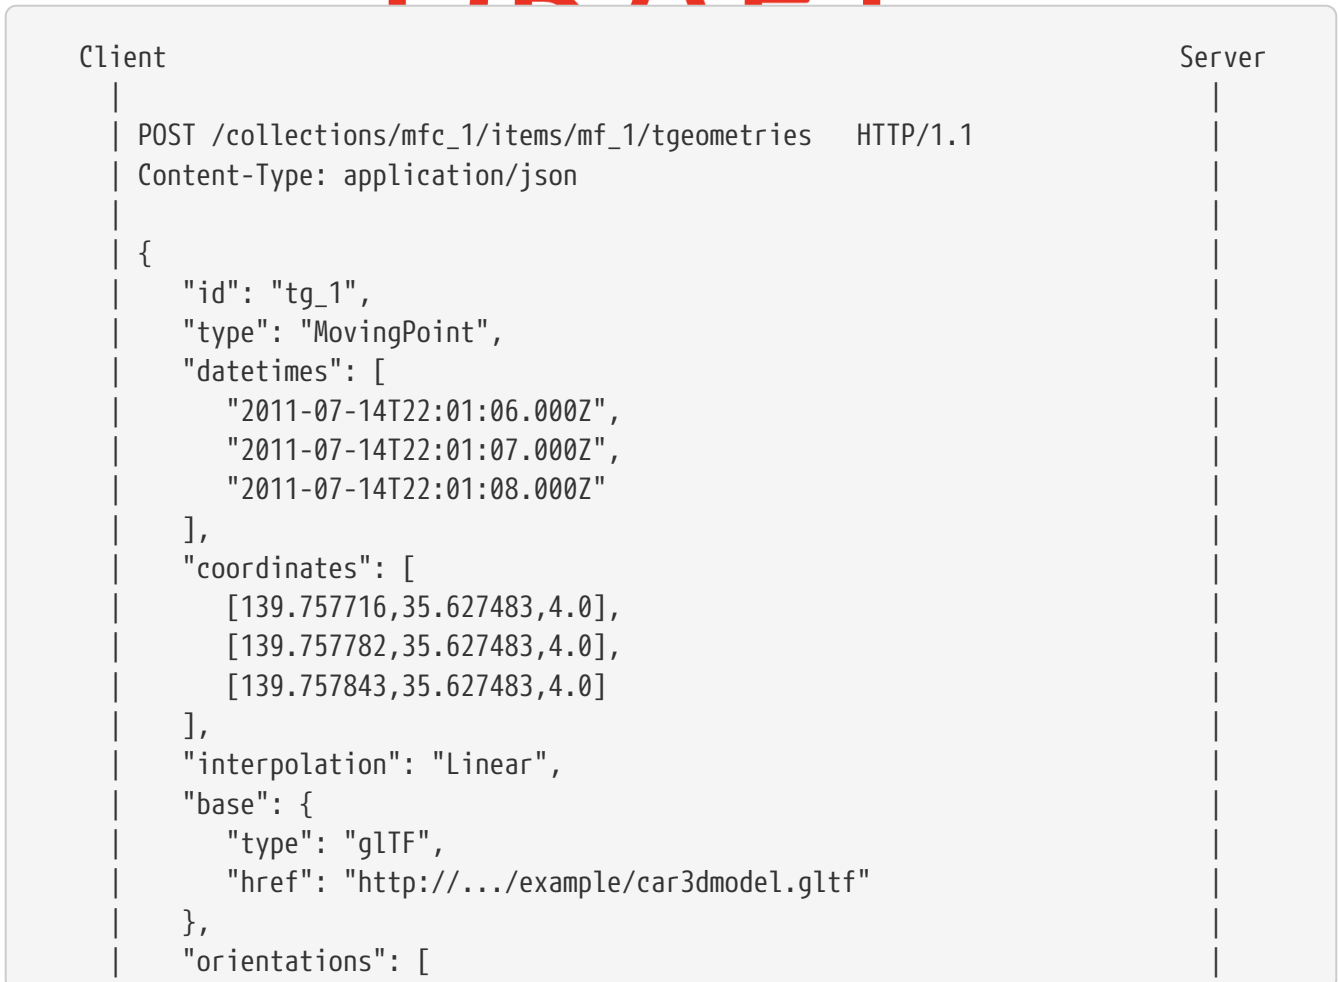 DRAFT
Client Server
| |
| POST /collections/mfc_1/items/mf_1/tgeometries HTTP/1.1 |
| Content-Type: application/json |
| |
| { |
| "id": "tg_1", |
| "type": "MovingPoint", |
| "datetimes": [ |
| "2011-07-14T22:01:06.000Z", |
| "2011-07-14T22:01:07.000Z", |
| "2011-07-14T22:01:08.000Z" |
| ], |
| "coordinates": [ |
| [139.757716,35.627483,4.0], |
| [139.757782,35.627483,4.0], |
| [139.757843,35.627483,4.0] |
| ], |
| "interpolation": "Linear", |
| "base": { |
| "type": "glTF", |
| "href": "http://.../example/car3dmodel.gltf" |
| }, |
| "orientations": [ |